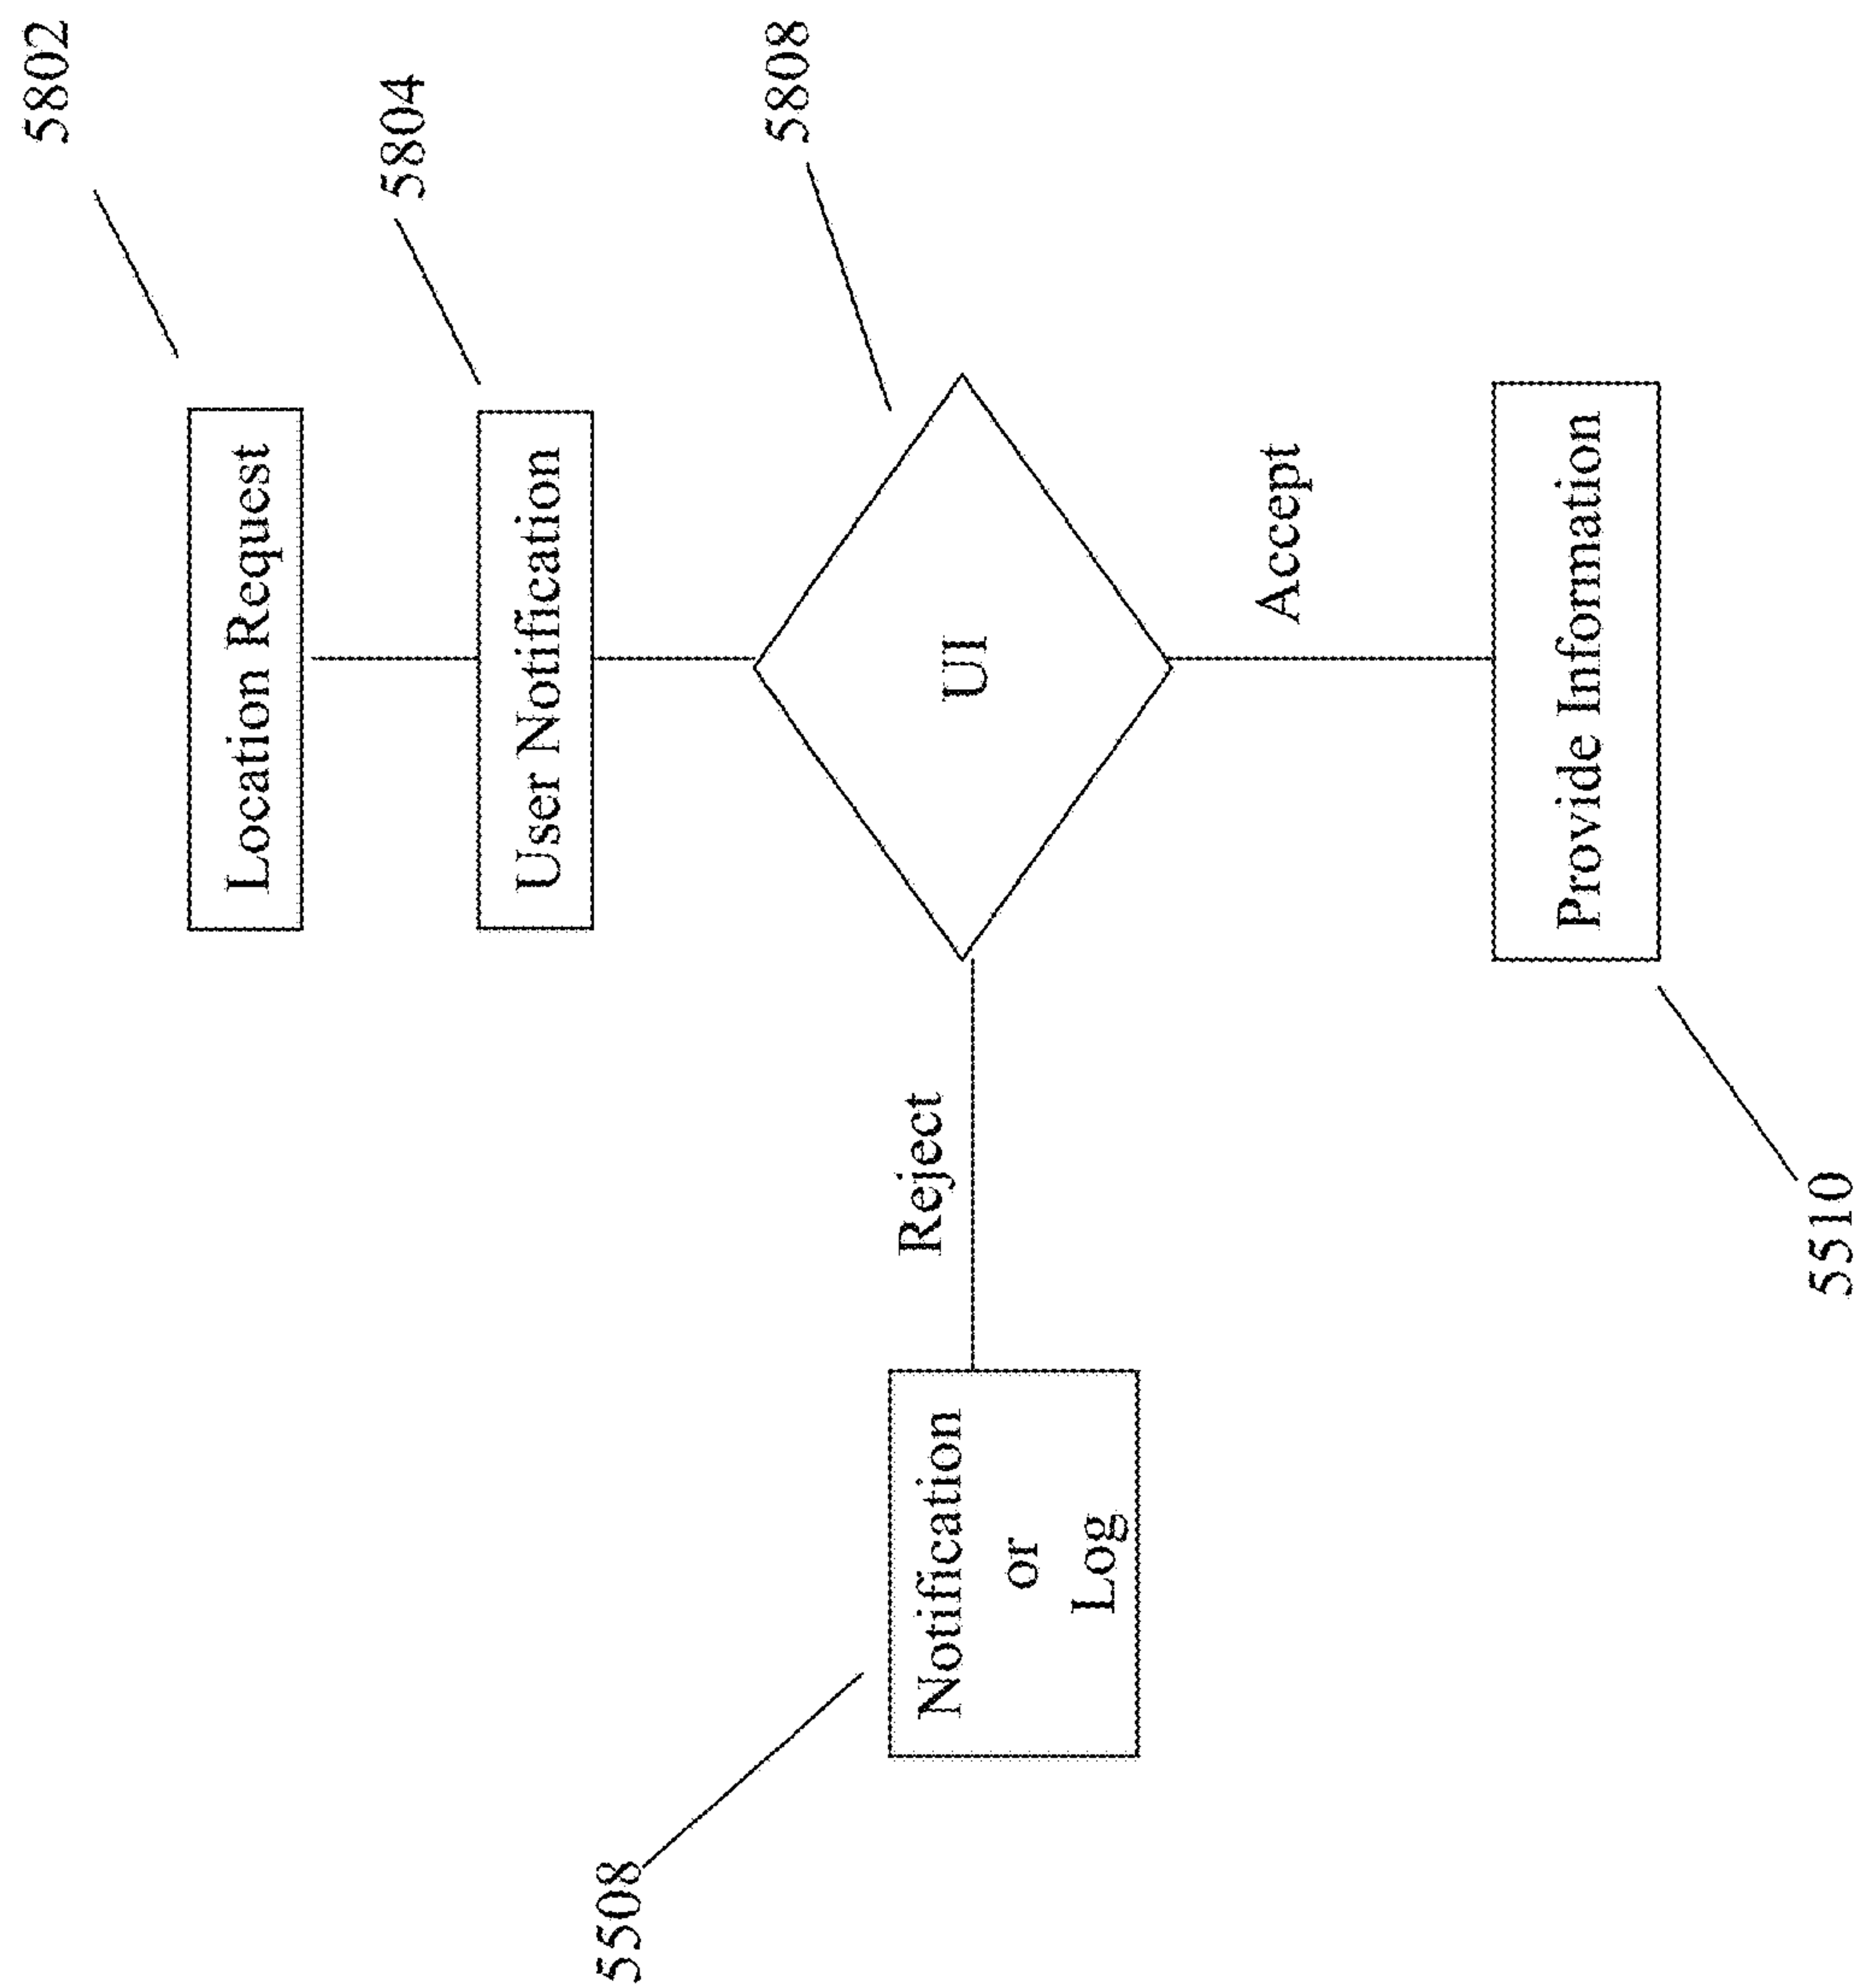 5802
Location Request
5804
User Notification
5808
UI
Reject
Notification
or
Log
5508
Accept
Provide Information
5510